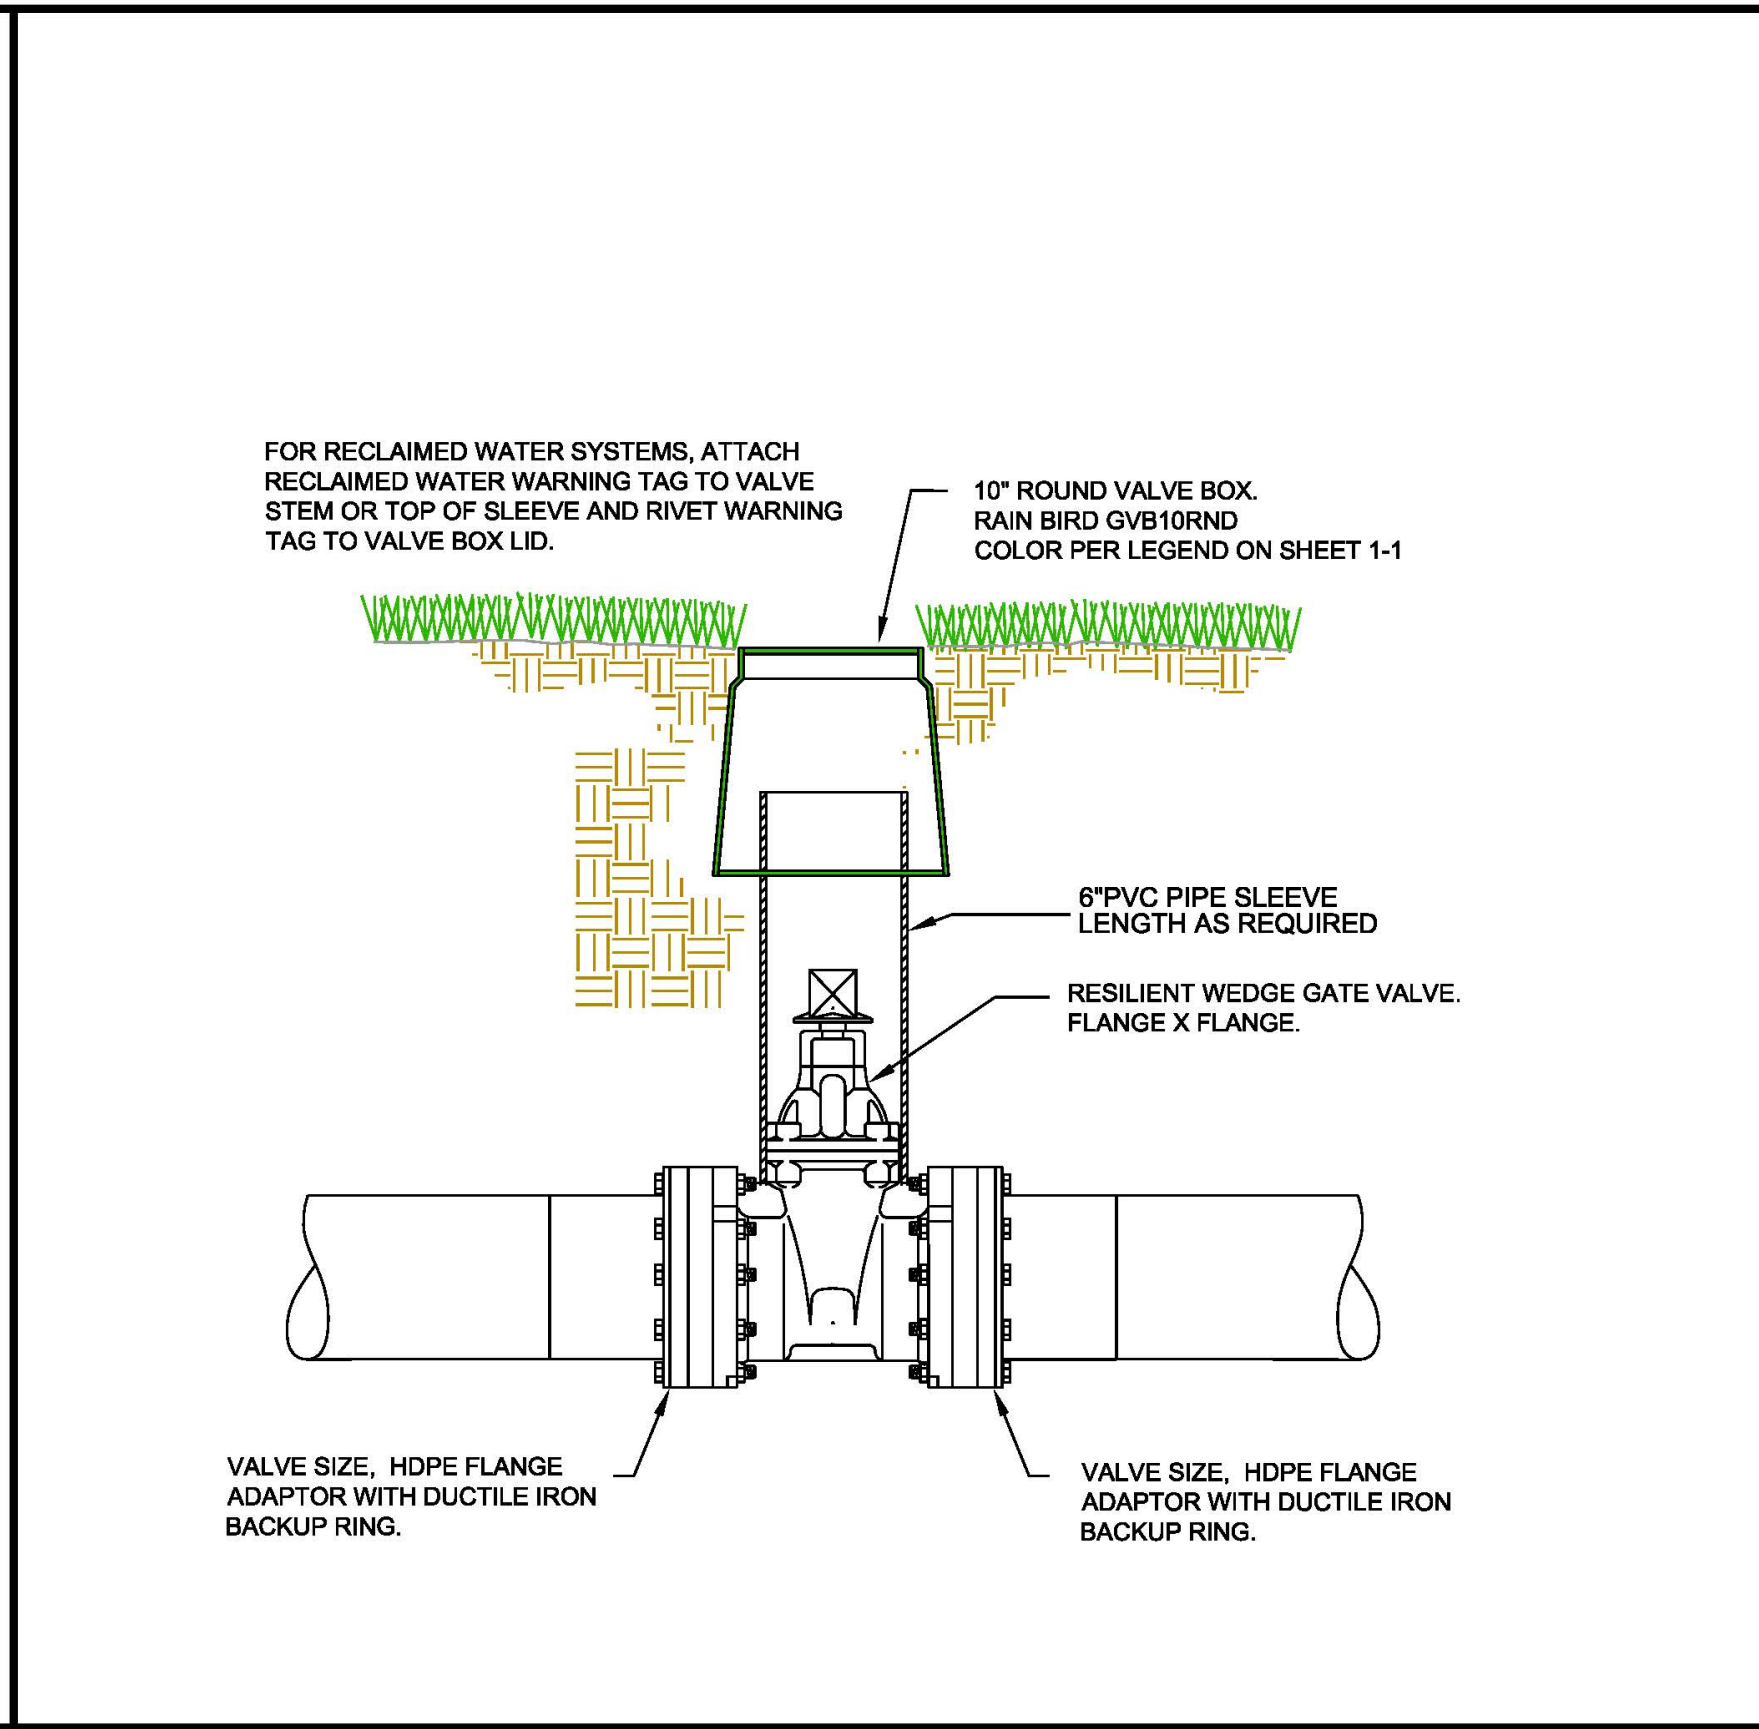 FOR RECLAIMED WATER SYSTEMS, ATTACH
RECLAIMED WATER WARNING TAG TO VALVE
STEM OR TOP OF SLEEVE AND RIVET WARNING
TAG TO VALVE BOX LID.
10" ROUND VALVE BOX.
RAIN BIRD GVB10RND
COLOR PER LEGEND ON SHEET 1-1
6"PVC PIPE SLEEVE
LENGTH AS REQUIRED
RESILIENT WEDGE GATE VALVE.
FLANGE X FLANGE.
VALVE SIZE, HDPE FLANGE
ADAPTOR WITH DUCTILE IRON
BACKUP RING.
VALVE SIZE, HDPE FLANGE
ADAPTOR WITH DUCTILE IRON
BACKUP RING.